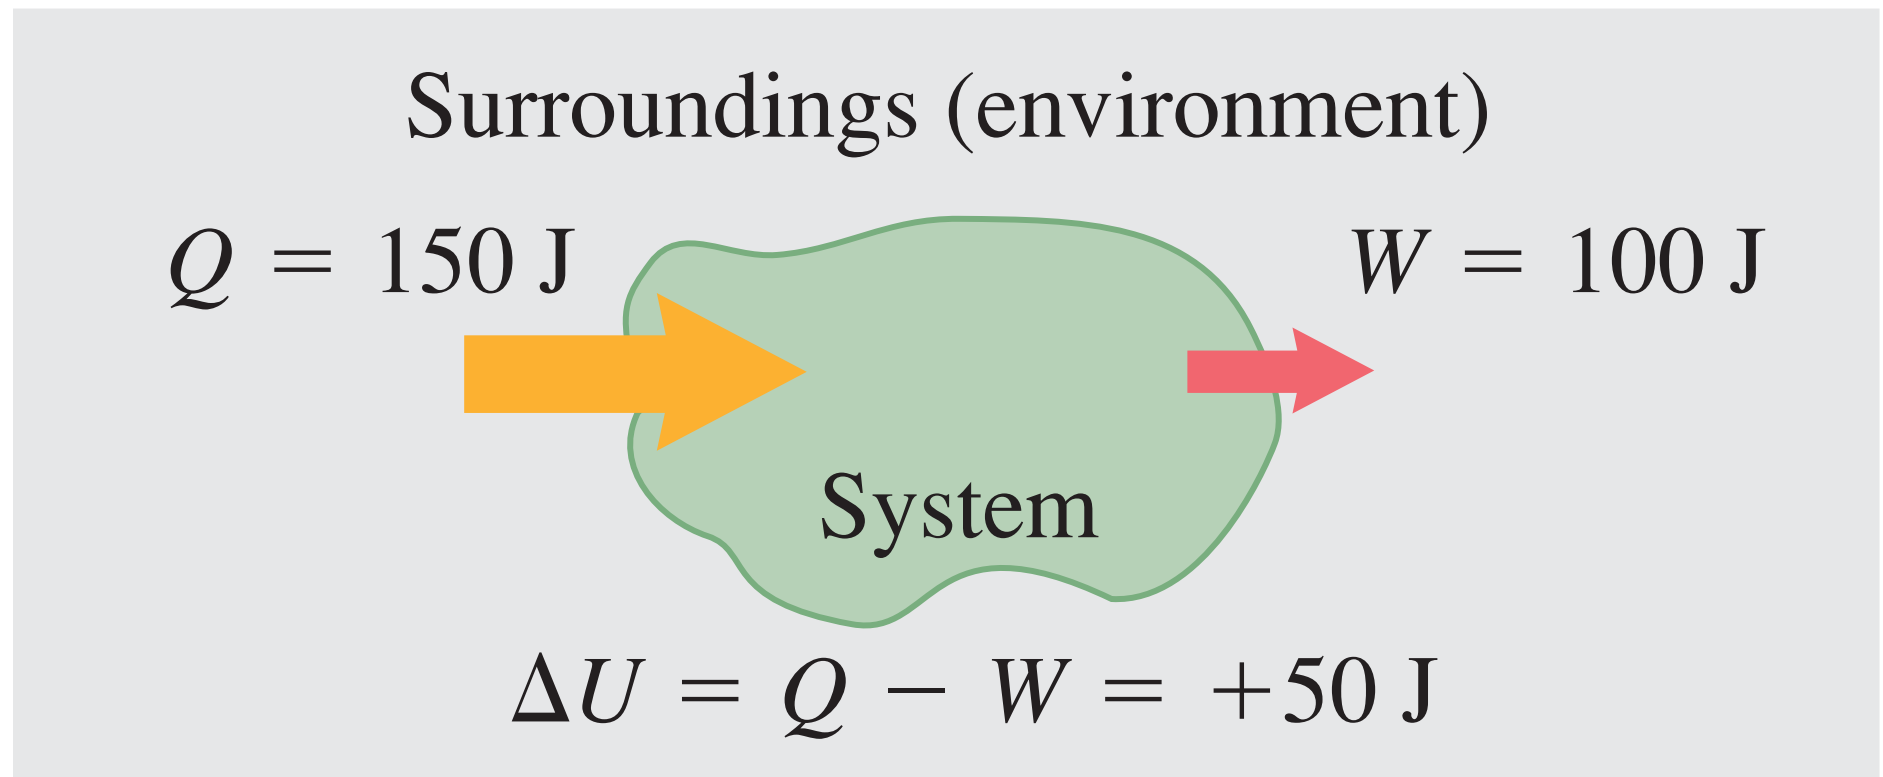 Surroundings (environment)
Q = 150 J
W = 100 J
System
ΔU = Q − W = +50 J